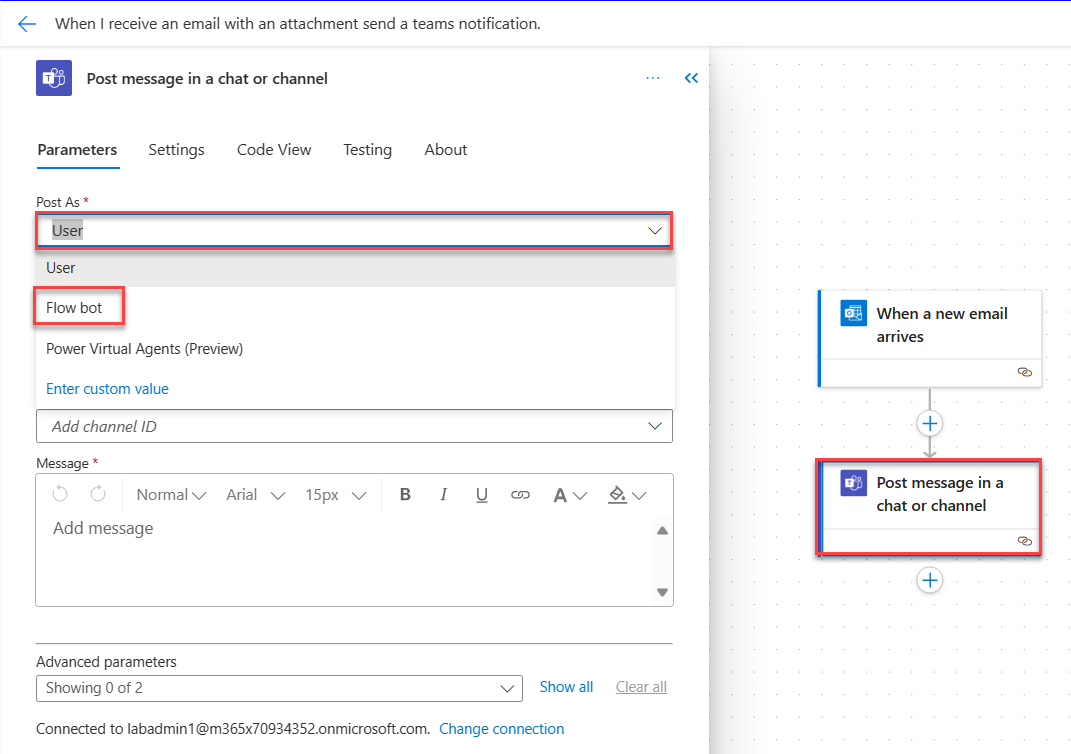 When I receive an email with an attachment send a teams notification.
Post message in a chat or channel
Parameters Settings Code View Testing About
Post As *
User
User
Flow bot
Power Virtual Agents (Preview)
Enter custom value
Add channel ID
Message *
Normal Arial 15px B I U A
Add message
Advanced parameters
Showing 0 of 2 Show all Clear all
Connected to labadmin1@m365x70934352.onmicrosoft.com. Change connection
When a new email
arrives
Post message in a
chat or channel